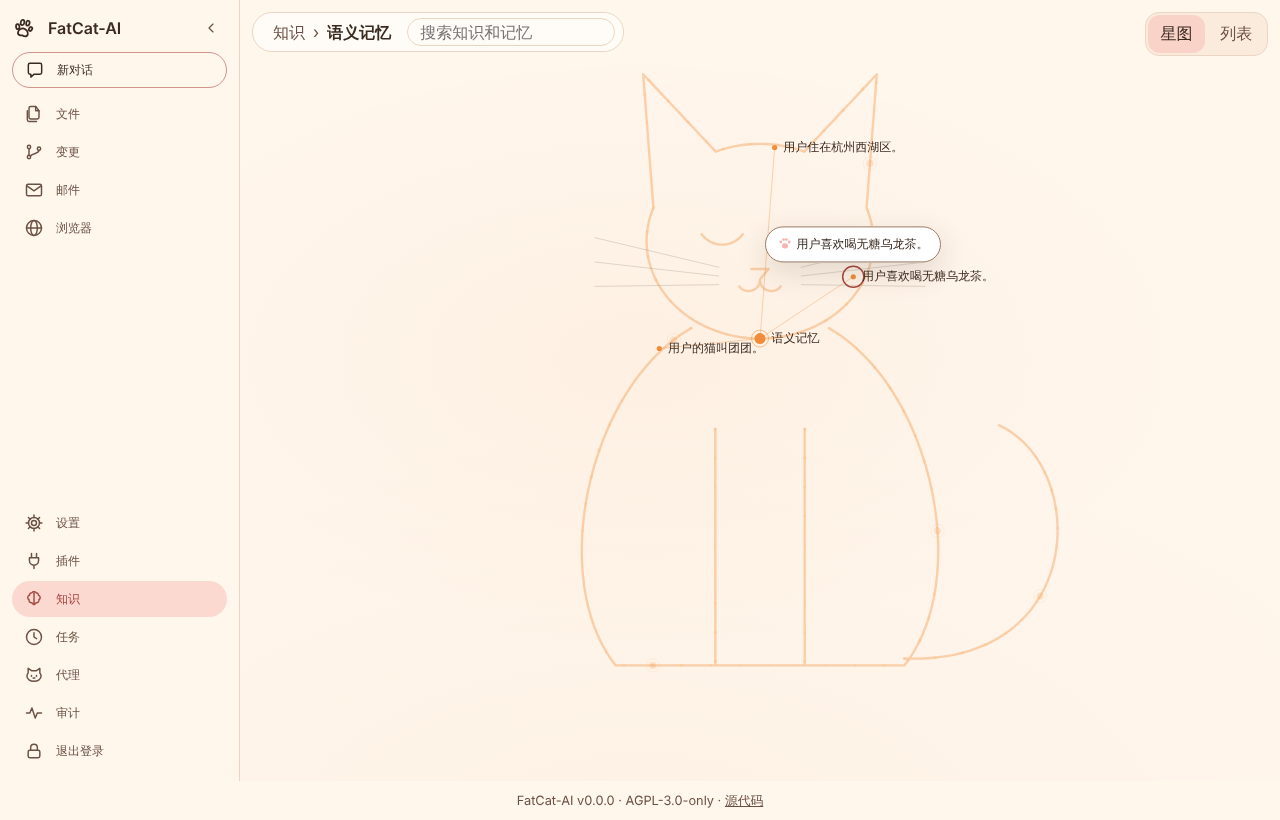 FatCat-AI
新对话
文件
变更
邮件
浏览器
设置
插件
知识
任务
代理
审计
退出登录
知识 › 语义记忆
搜索知识和记忆
星图
列表
用户住在杭州西湖区。
用户喜欢喝无糖乌龙茶。
用户喜欢喝无糖乌龙茶。
语义记忆
用户的猫叫团团。
FatCat-AI v0.0.0 · AGPL-3.0-only · 源代码